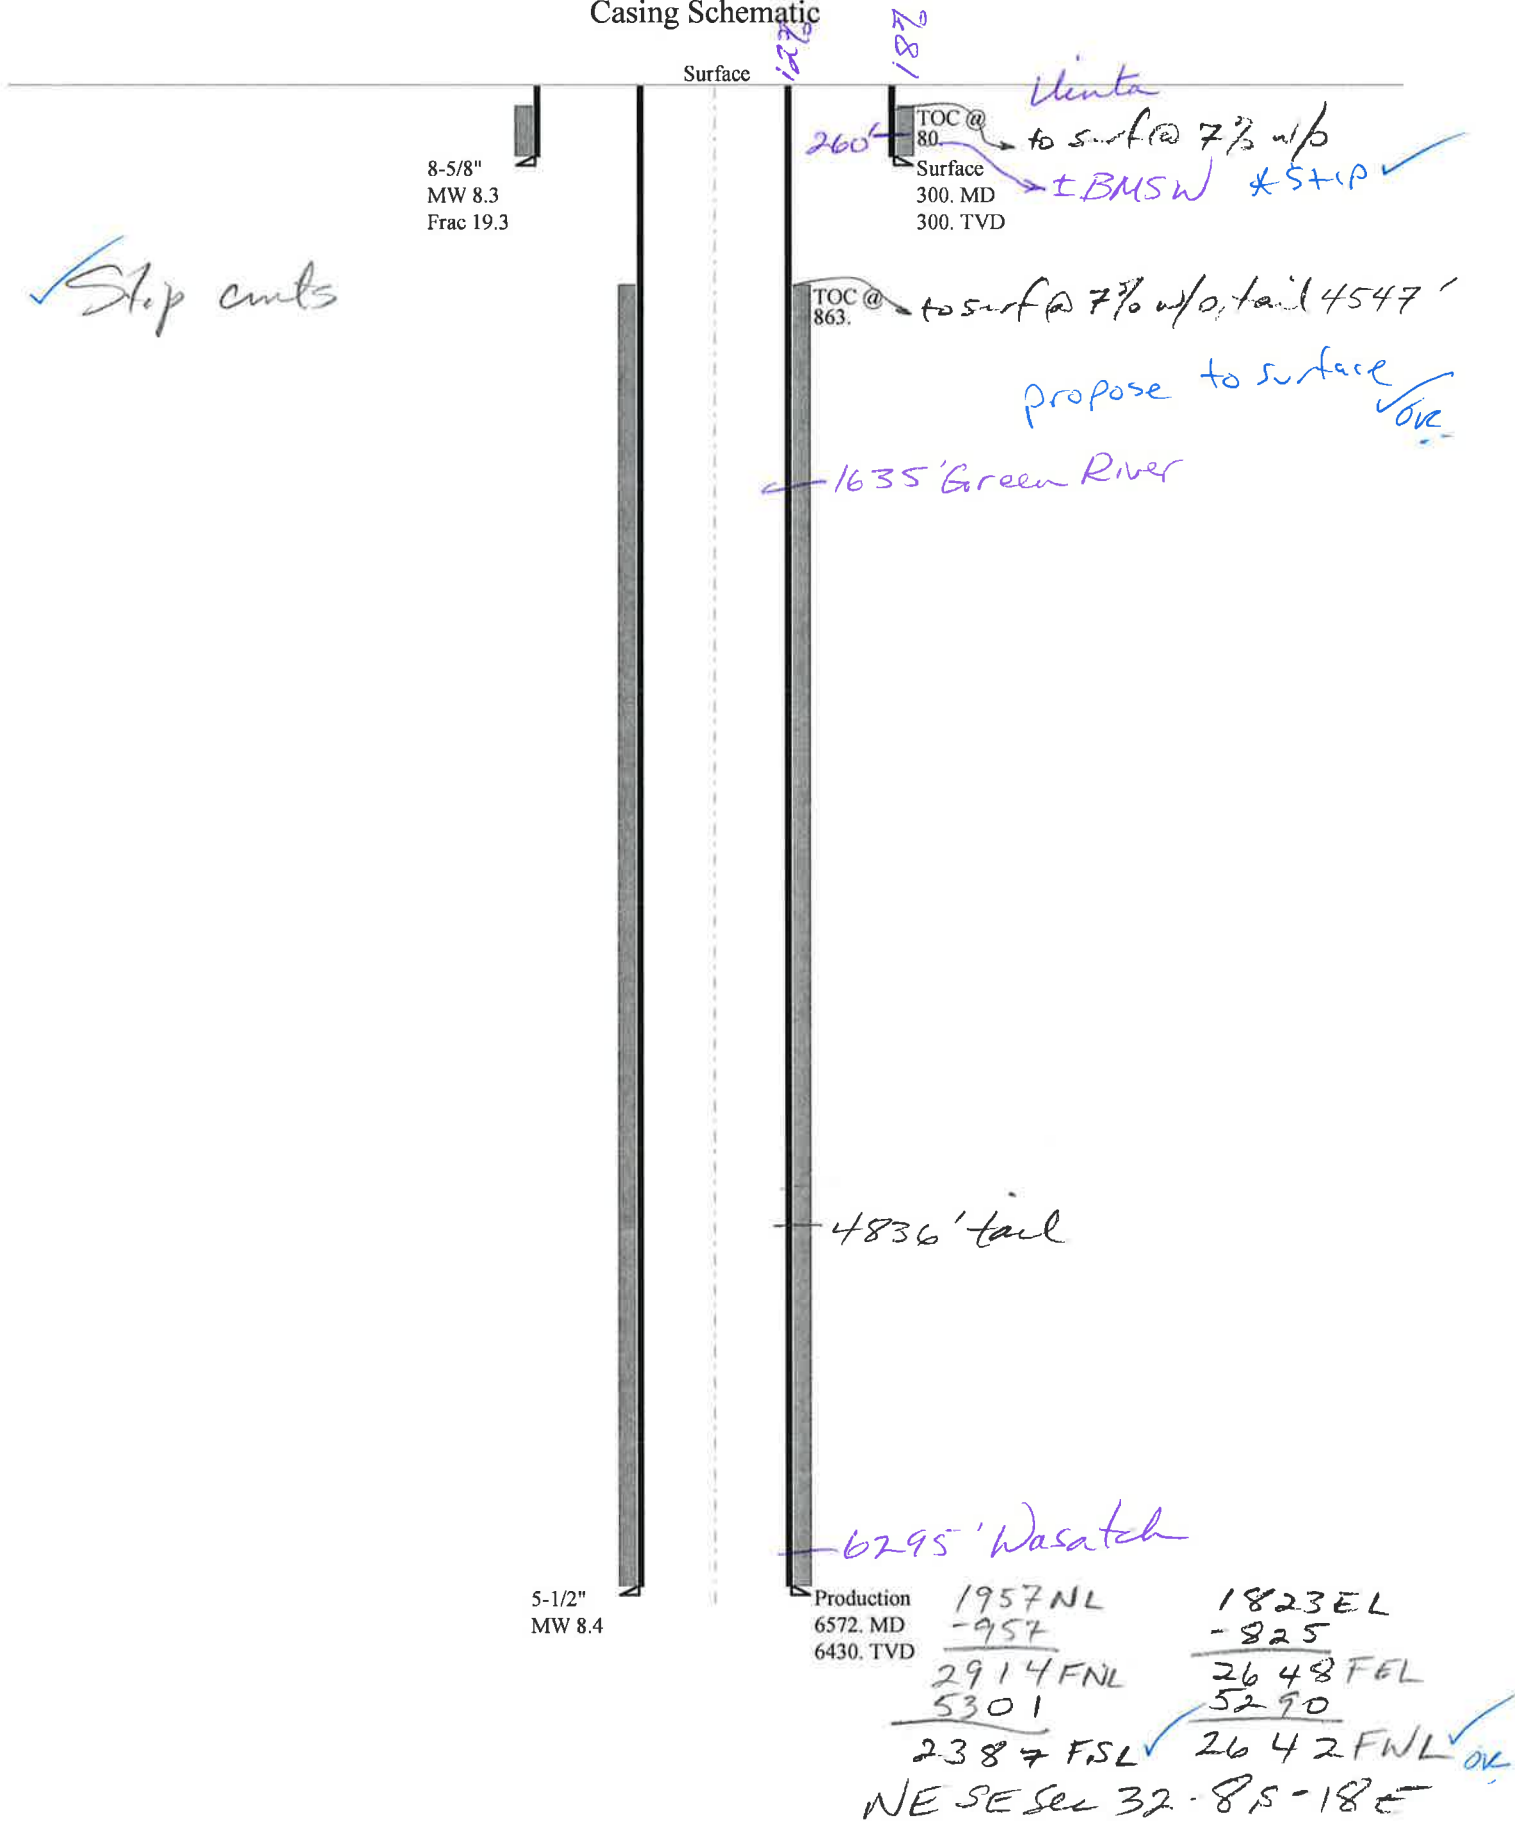 Casing Schematic
12%
18%
Surface
Uinta
TOC @
80.
to surf @ 7% w/o
260'
Surface
300. MD
300. TVD
± BMSW * Stip ✓
8-5/8"
MW 8.3
Frac 19.3
✓ Stip cmts
TOC @
863.
to surf @ 7% w/o, tail 4547'
propose to surface
✓ OK
1635' Green River
4836' tail
6295' Wasatch
5-1/2"
MW 8.4
Production
6572. MD
6430. TVD
1957 NL
-957
2914 FNL
5301
2387 FSL ✓
1823 EL
-825
2648 FEL
5290
2642 FWL ✓ OK
NE SE Sec 32-8S-18E